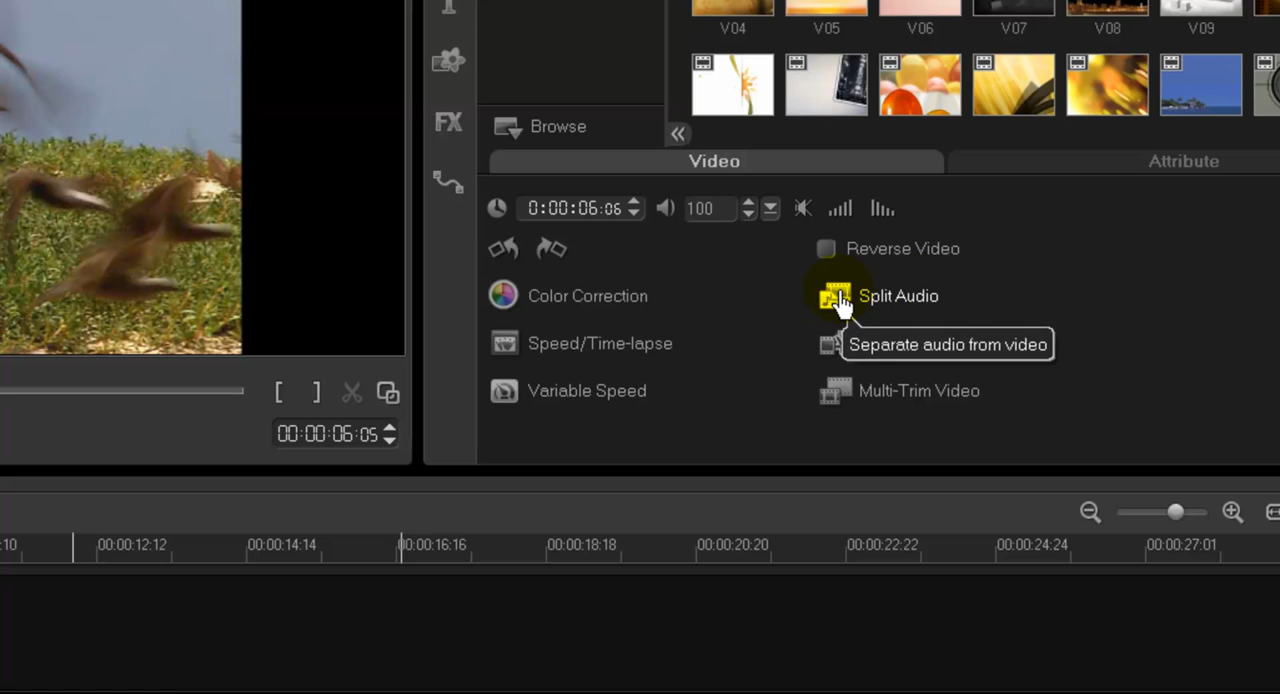 V04 V05 V06 V07 V08 V09
FX
Browse
Video Attribute
0:00:06:06 100
Reverse Video
Color Correction Split Audio
Speed/Time-lapse Separate audio from video
Variable Speed Multi-Trim Video
[ ]
00:00:06:05
:10 00:00:12:12 00:00:14:14 00:00:16:16 00:00:18:18 00:00:20:20 00:00:22:22 00:00:24:24 00:00:27:01